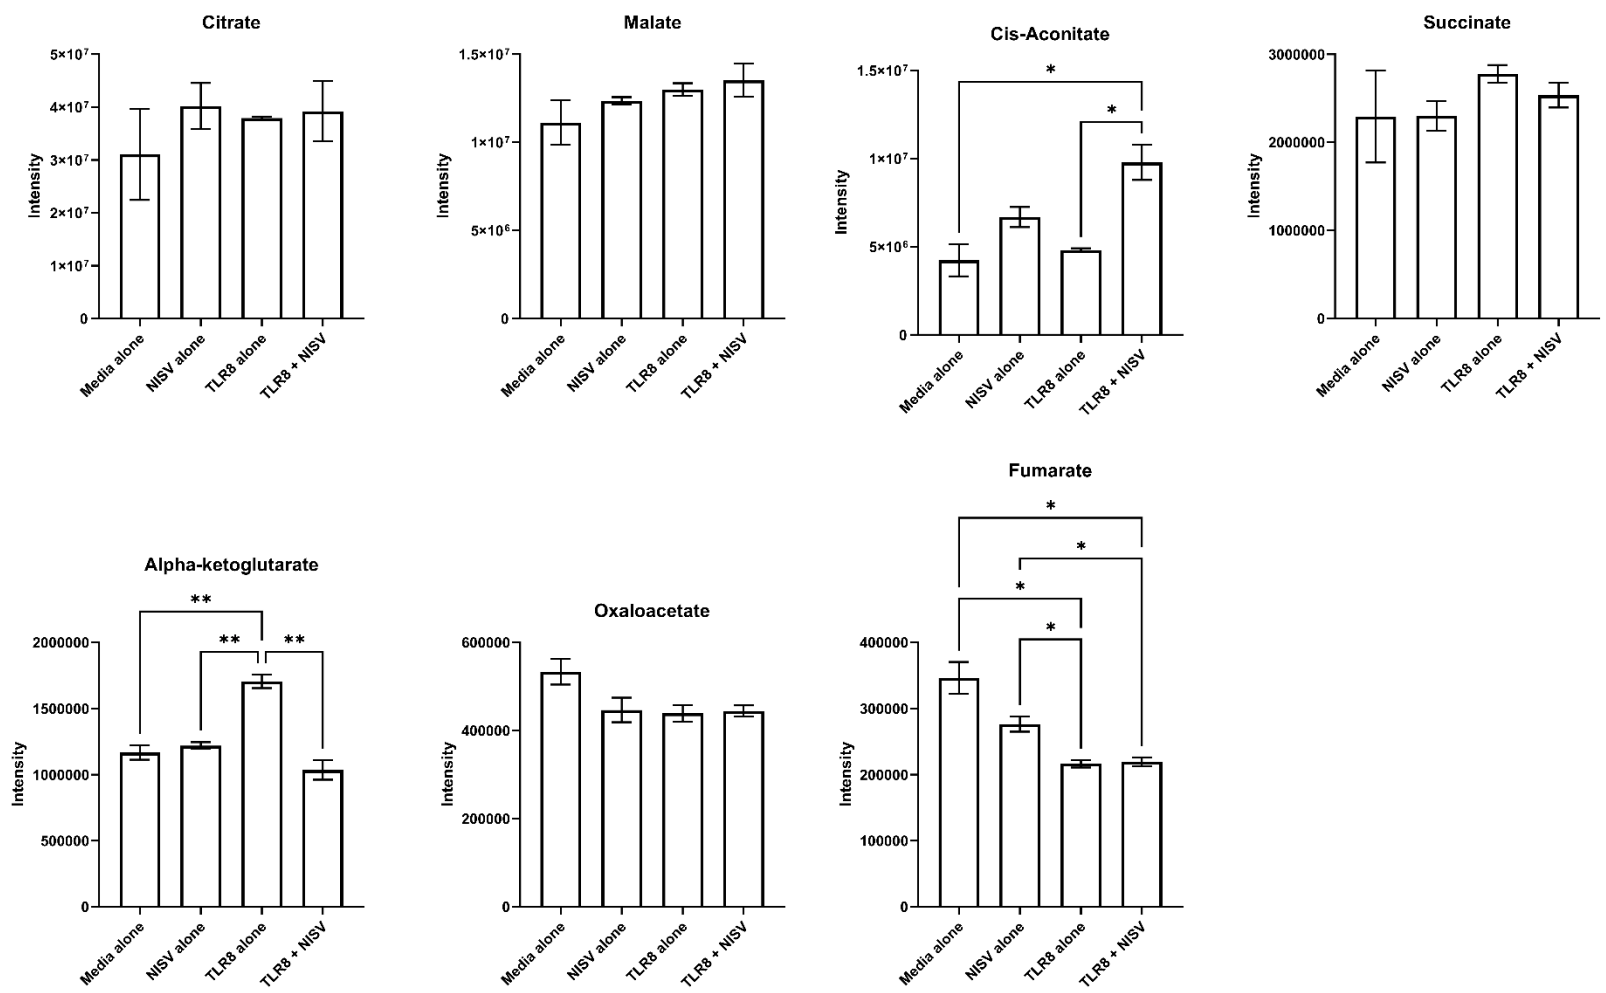 Citrate
5×10⁷
4×10⁷
3×10⁷
2×10⁷
1×10⁷
0
Intensity
Media alone
NISV alone
TLR8 alone
TLR8 + NISV
Malate
1.5×10⁷
1×10⁷
5×10⁶
0
Intensity
Media alone
NISV alone
TLR8 alone
TLR8 + NISV
Cis-Aconitate
*
*
1.5×10⁷
1×10⁷
5×10⁶
0
Intensity
Media alone
NISV alone
TLR8 alone
TLR8 + NISV
Succinate
3000000
2000000
1000000
0
Intensity
Media alone
NISV alone
TLR8 alone
TLR8 + NISV
Alpha-ketoglutarate
**
** **
2000000
1500000
1000000
500000
0
Intensity
Media alone
NISV alone
TLR8 alone
TLR8 + NISV
Oxaloacetate
600000
400000
200000
0
Intensity
Media alone
NISV alone
TLR8 alone
TLR8 + NISV
Fumarate
*
*
*
*
400000
300000
200000
100000
0
Intensity
Media alone
NISV alone
TLR8 alone
TLR8 + NISV